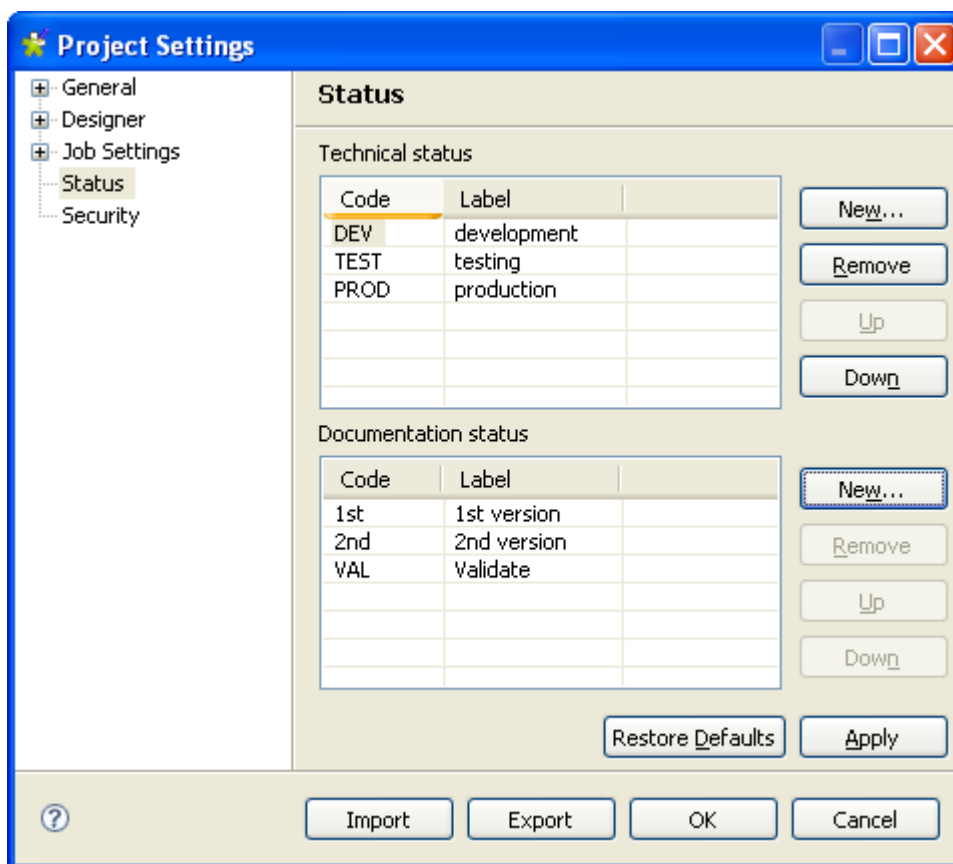 Project Settings
General
Designer
Job Settings
Status
Security
Status
Technical status
Code Label
DEV development
TEST testing
PROD production
New...
Remove
Up
Down
Documentation status
Code Label
1st 1st version
2nd 2nd version
VAL Validate
New...
Remove
Up
Down
Restore Defaults Apply
? Import Export OK Cancel